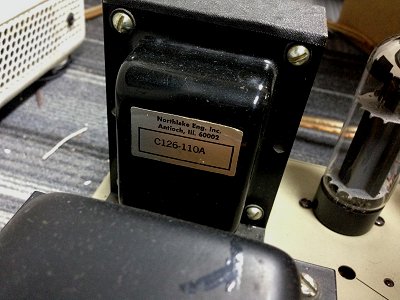 Northlake Eng. Inc.
Antioch, Ill. 60002
C126-110A